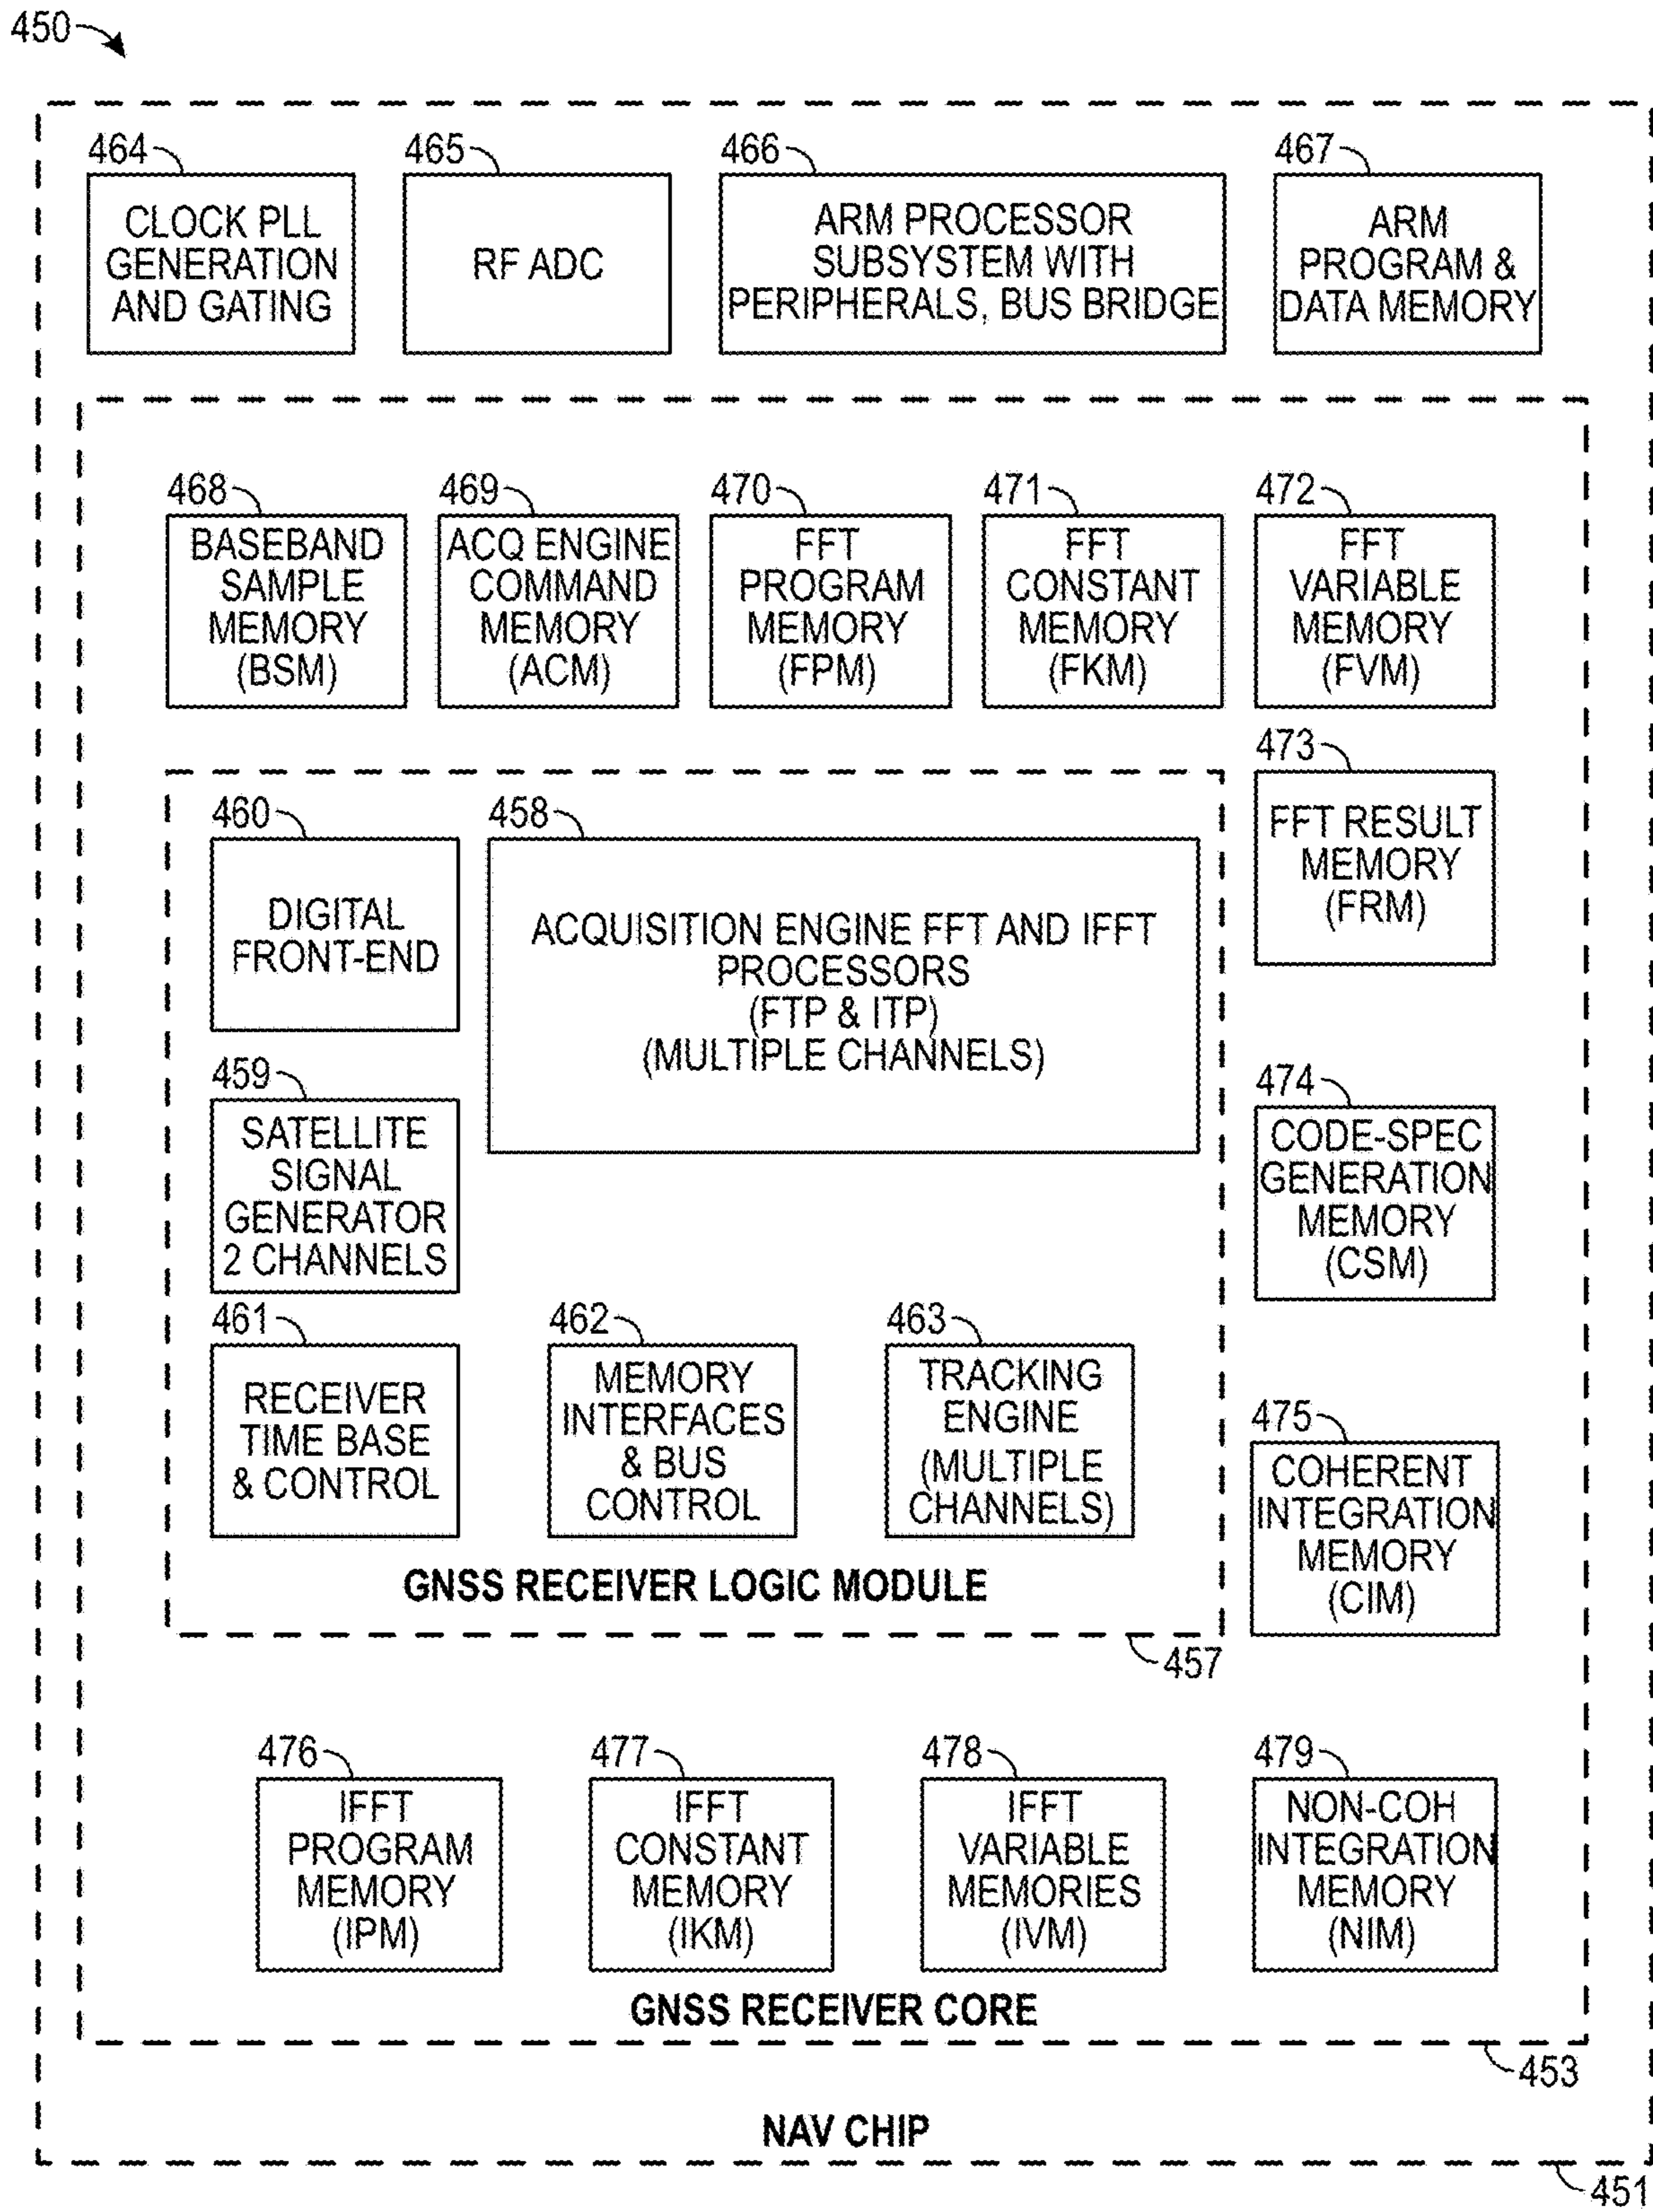 450
464
465
466
467
CLOCK PLL
GENERATION
AND GATING
RF ADC
ARM PROCESSOR
SUBSYSTEM WITH
PERIPHERALS, BUS BRIDGE
ARM
PROGRAM &
DATA MEMORY
468
469
470
471
472
BASEBAND
SAMPLE
MEMORY
(BSM)
ACQ ENGINE
COMMAND
MEMORY
(ACM)
FFT
PROGRAM
MEMORY
(FPM)
FFT
CONSTANT
MEMORY
(FKM)
FFT
VARIABLE
MEMORY
(FVM)
473
FFT RESULT
MEMORY
(FRM)
460
DIGITAL
FRONT-END
458
ACQUISITION ENGINE FFT AND IFFT
PROCESSORS
(FTP & ITP)
(MULTIPLE CHANNELS)
459
SATELLITE
SIGNAL
GENERATOR
2 CHANNELS
474
CODE-SPEC
GENERATION
MEMORY
(CSM)
461
RECEIVER
TIME BASE
& CONTROL
462
MEMORY
INTERFACES
& BUS
CONTROL
463
TRACKING
ENGINE
(MULTIPLE
CHANNELS)
475
COHERENT
INTEGRATION
MEMORY
(CIM)
GNSS RECEIVER LOGIC MODULE
457
476
477
478
479
IFFT
PROGRAM
MEMORY
(IPM)
IFFT
CONSTANT
MEMORY
(IKM)
IFFT
VARIABLE
MEMORIES
(IVM)
NON-COH
INTEGRATION
MEMORY
(NIM)
GNSS RECEIVER CORE
453
NAV CHIP
451